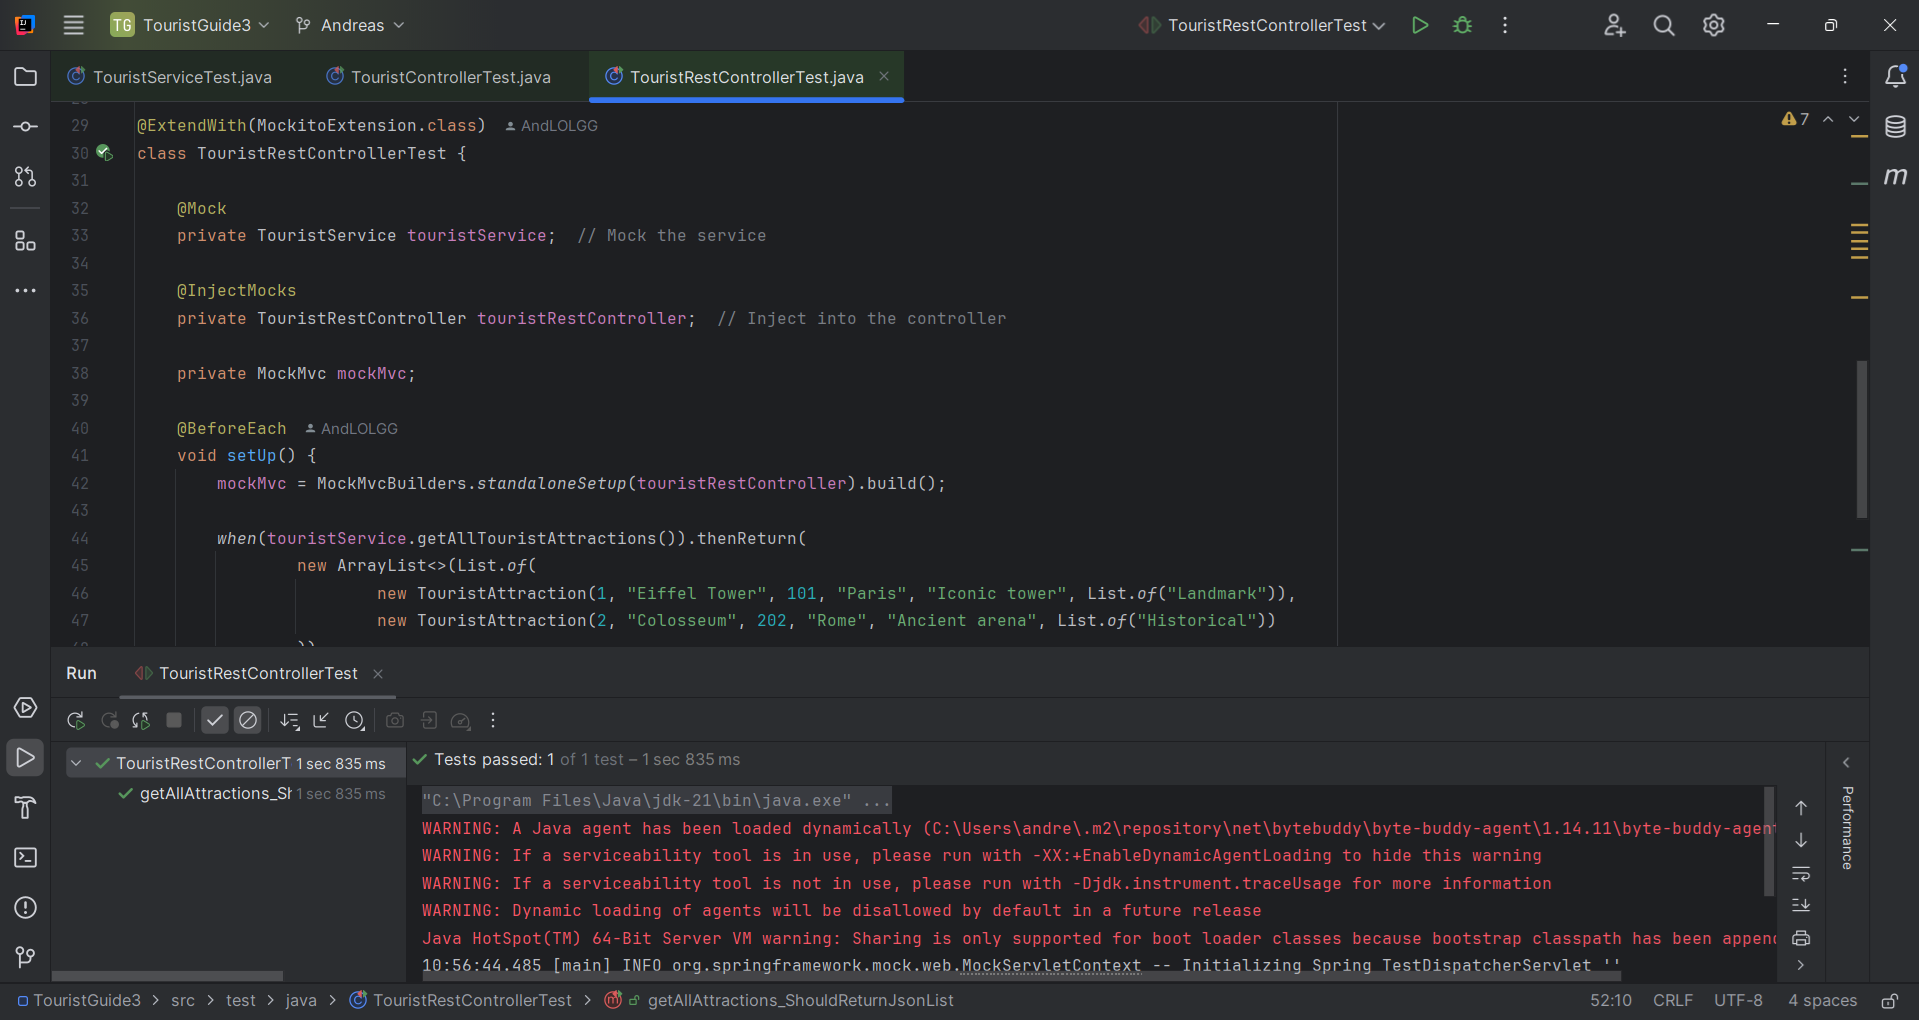 TG TouristGuide3 Andreas TouristRestControllerTest
TouristServiceTest.java TouristControllerTest.java TouristRestControllerTest.java
29 @ExtendWith(MockitoExtension.class) AndLOLGG 7
30 class TouristRestControllerTest {
31
32 @Mock
33 private TouristService touristService; // Mock the service
34
35 @InjectMocks
36 private TouristRestController touristRestController; // Inject into the controller
37
38 private MockMvc mockMvc;
39
40 @BeforeEach AndLOLGG
41 void setUp() {
42 mockMvc = MockMvcBuilders.standaloneSetup(touristRestController).build();
43
44 when(touristService.getAllTouristAttractions()).thenReturn(
45 new ArrayList<>(List.of(
46 new TouristAttraction(1, "Eiffel Tower", 101, "Paris", "Iconic tower", List.of("Landmark")),
47 new TouristAttraction(2, "Colosseum", 202, "Rome", "Ancient arena", List.of("Historical"))
Run TouristRestControllerTest
TouristRestControllerT 1 sec 835 ms
getAllAttractions_Sh 1 sec 835 ms
Tests passed: 1 of 1 test – 1 sec 835 ms
"C:\Program Files\Java\jdk-21\bin\java.exe" ...
WARNING: A Java agent has been loaded dynamically (C:\Users\andre\.m2\repository\net\bytebuddy\byte-buddy-agent\1.14.11\byte-buddy-agent
WARNING: If a serviceability tool is in use, please run with -XX:+EnableDynamicAgentLoading to hide this warning
WARNING: If a serviceability tool is not in use, please run with -Djdk.instrument.traceUsage for more information
WARNING: Dynamic loading of agents will be disallowed by default in a future release
Java HotSpot(TM) 64-Bit Server VM warning: Sharing is only supported for boot loader classes because bootstrap classpath has been append
10:56:44.485 [main] INFO org.springframework.mock.web.MockServletContext -- Initializing Spring TestDispatcherServlet ''
Performance
TouristGuide3 > src > test > java > TouristRestControllerTest > getAllAttractions_ShouldReturnJsonList 52:10 CRLF UTF-8 4 spaces